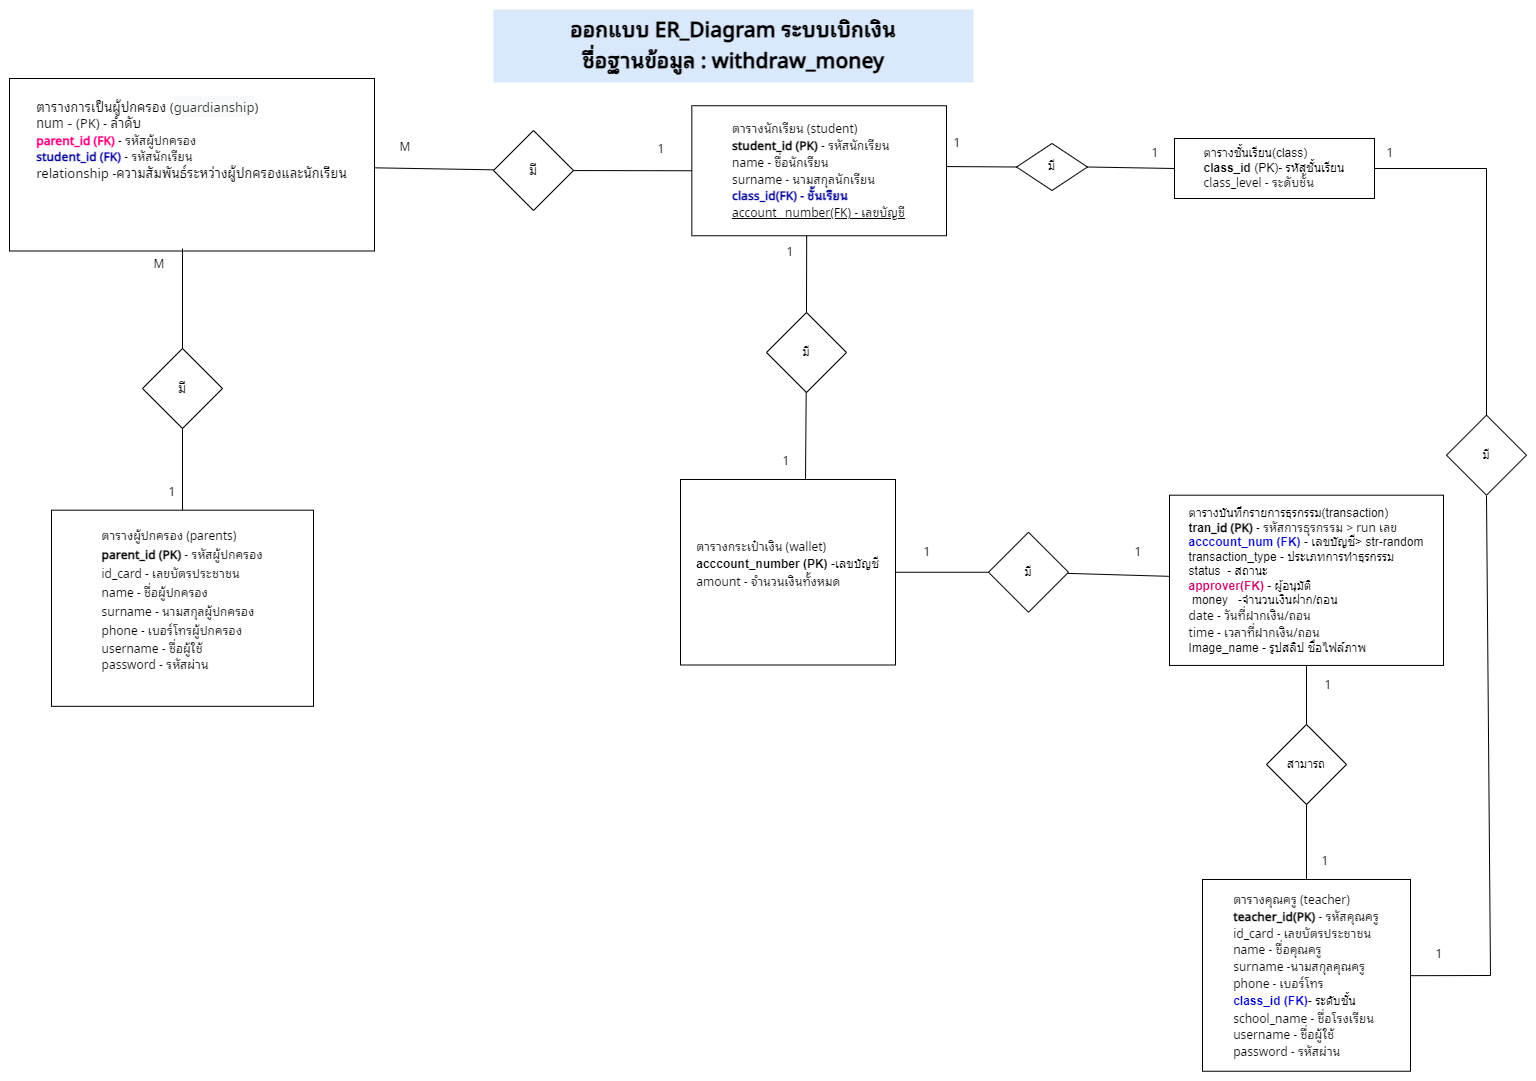 ออกแบบ ER_Diagram ระบบเบิกเงิน
ชื่อฐานข้อมูล : withdraw_money
ตารางการเป็นผู้ปกครอง (guardianship)
num - (PK) - ลำดับ
parent_id (FK) - รหัสผู้ปกครอง
student_id (FK) - รหัสนักเรียน
relationship -ความสัมพันธ์ระหว่างผู้ปกครองและนักเรียน
M
มี
1
ตารางนักเรียน (student)
student_id (PK) - รหัสนักเรียน
name - ชื่อนักเรียน
surname - นามสกุลนักเรียน
class_id(FK) - ชั้นเรียน
account_number(FK) - เลขบัญชี
1
มี
1
ตารางชั้นเรียน(class)
class_id (PK)- รหัสชั้นเรียน
class_level - ระดับชั้น
1
M
มี
1
1
มี
1
มี
ตารางผู้ปกครอง (parents)
parent_id (PK) - รหัสผู้ปกครอง
id_card - เลขบัตรประชาชน
name - ชื่อผู้ปกครอง
surname - นามสกุลผู้ปกครอง
phone - เบอร์โทรผู้ปกครอง
username - ชื่อผู้ใช้
password - รหัสผ่าน
ตารางกระเป๋าเงิน (wallet)
acccount_number (PK) -เลขบัญชี
amount - จำนวนเงินทั้งหมด
1
มี
1
ตารางบันทึกรายการธุรกรรม(transaction)
tran_id (PK) - รหัสการธุรกรรม > run เลข
acccount_num (FK) - เลขบัญชี> str-random
transaction_type - ประเภทการทำธุรกรรม
status - สถานะ
approver(FK) - ผู้อนุมัติ
money -จำนวนเงินฝาก/ถอน
date - วันที่ฝากเงิน/ถอน
time - เวลาที่ฝากเงิน/ถอน
Image_name - รูปสลิป ชื่อไฟล์ภาพ
1
สามารถ
1
ตารางคุณครู (teacher)
teacher_id(PK) - รหัสคุณครู
id_card - เลขบัตรประชาชน
name - ชื่อคุณครู
surname -นามสกุลคุณครู
phone - เบอร์โทร
class_id (FK)- ระดับชั้น
school_name - ชื่อโรงเรียน
username - ชื่อผู้ใช้
password - รหัสผ่าน
1